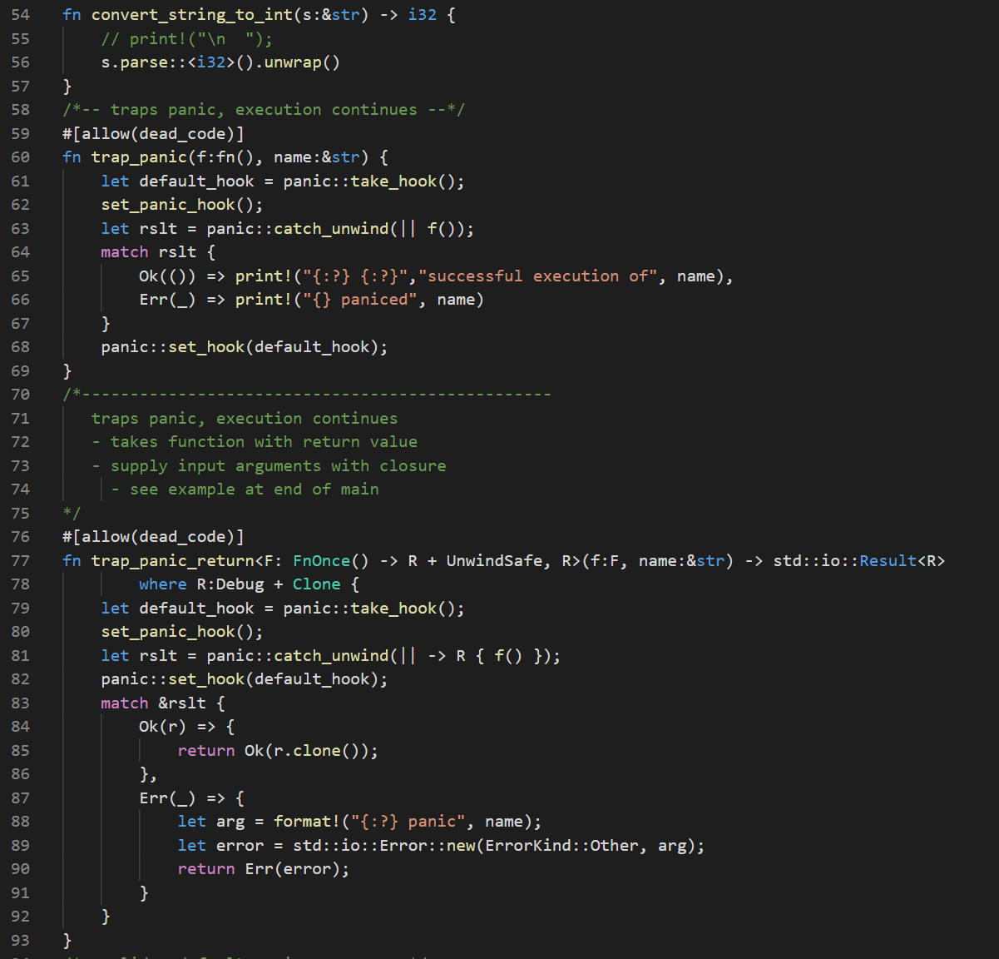 54 fn convert_string_to_int(s:&str) -> i32 {
55 // print!("\n  ");
56 s.parse::<i32>().unwrap()
57 }
58 /*-- traps panic, execution continues --*/
59 #[allow(dead_code)]
60 fn trap_panic(f:fn(), name:&str) {
61 let default_hook = panic::take_hook();
62 set_panic_hook();
63 let rslt = panic::catch_unwind(|| f());
64 match rslt {
65 Ok(()) => print!("{:?} {:?}","successful execution of", name),
66 Err(_) => print!("{} paniced", name)
67 }
68 panic::set_hook(default_hook);
69 }
70 /*-------------------------------------------------
71 traps panic, execution continues
72 - takes function with return value
73 - supply input arguments with closure
74 - see example at end of main
75 */
76 #[allow(dead_code)]
77 fn trap_panic_return<F: FnOnce() -> R + UnwindSafe, R>(f:F, name:&str) -> std::io::Result<R>
78 where R:Debug + Clone {
79 let default_hook = panic::take_hook();
80 set_panic_hook();
81 let rslt = panic::catch_unwind(|| -> R { f() });
82 panic::set_hook(default_hook);
83 match &rslt {
84 Ok(r) => {
85 return Ok(r.clone());
86 },
87 Err(_) => {
88 let arg = format!("{:?} panic", name);
89 let error = std::io::Error::new(ErrorKind::Other, arg);
90 return Err(error);
91 }
92 }
93 }